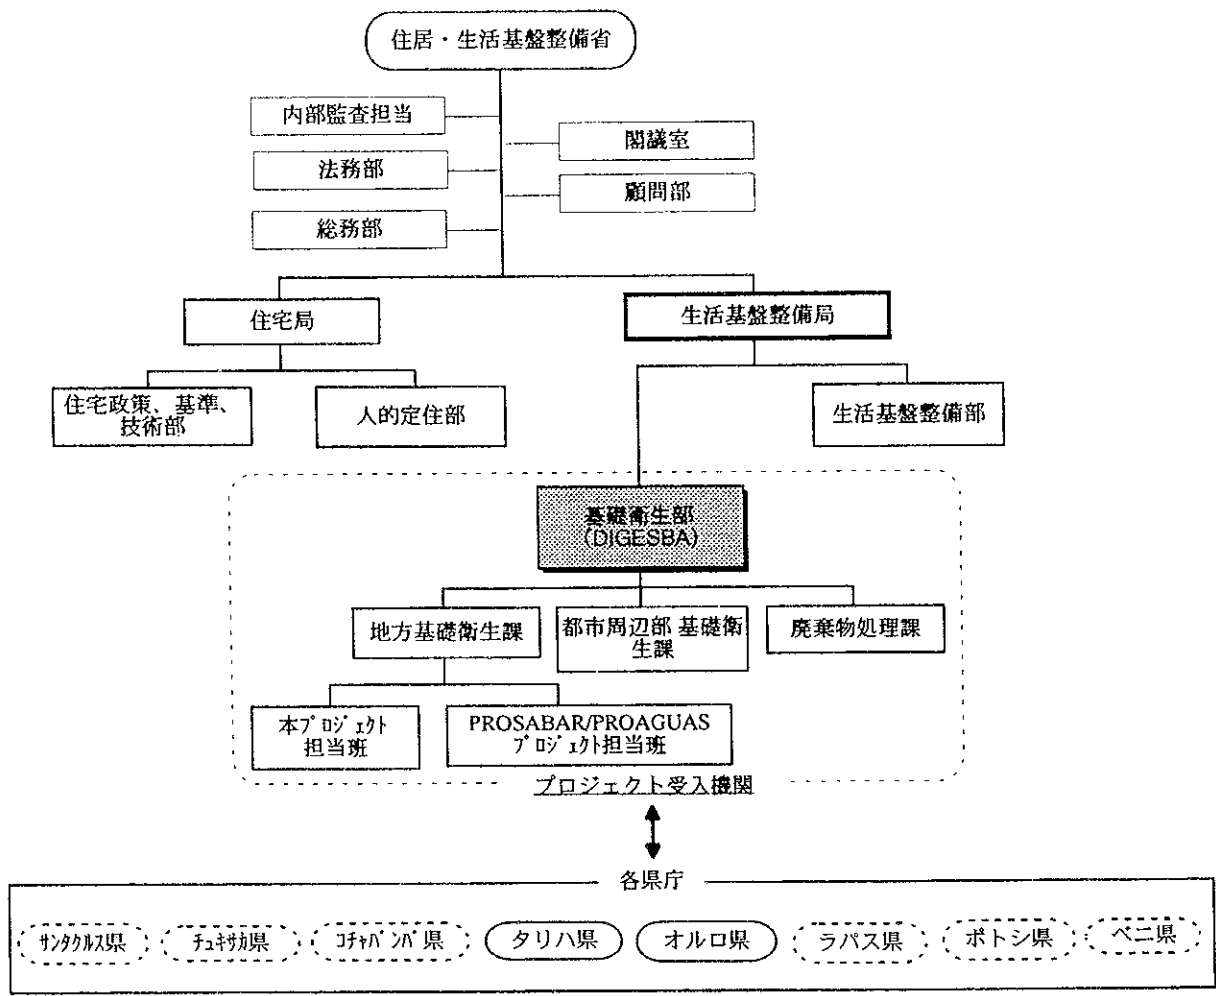 住居・生活基盤整備省
内部監査担当
閣議室
法務部
顧問部
総務部
住宅局
生活基盤整備局
住宅政策、基準、
技術部
人的定住部
生活基盤整備部
基礎衛生部
(DIGESBA)
地方基礎衛生課
都市周辺部 基礎衛
生課
廃棄物処理課
本プロジェクト
担当班
PROSABAR/PROAGUAS
プロジェクト担当班
プロジェクト受入機関
各県庁
サンタクルス県
チュキサカ県
コチャバンバ県
タリハ県
オルロ県
ラパス県
ポトシ県
ベニ県